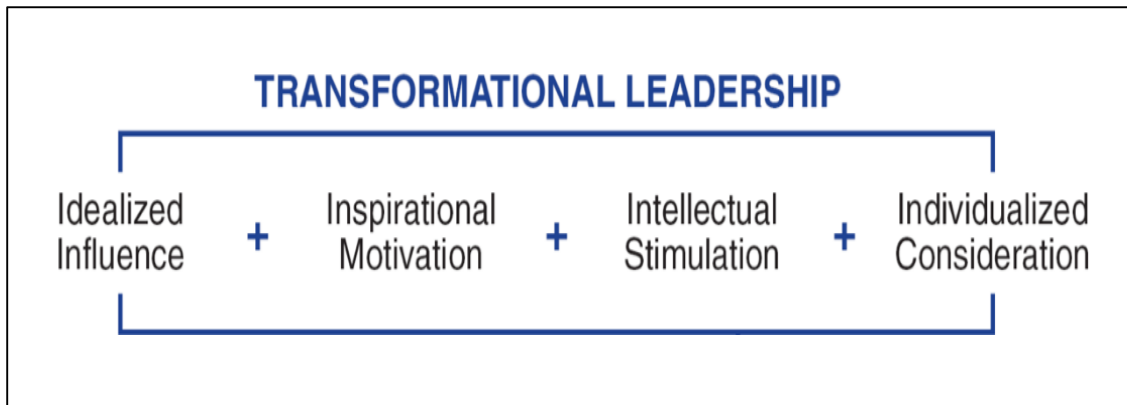 TRANSFORMATIONAL LEADERSHIP
Idealized Influence + Inspirational Motivation + Intellectual Stimulation + Individualized Consideration